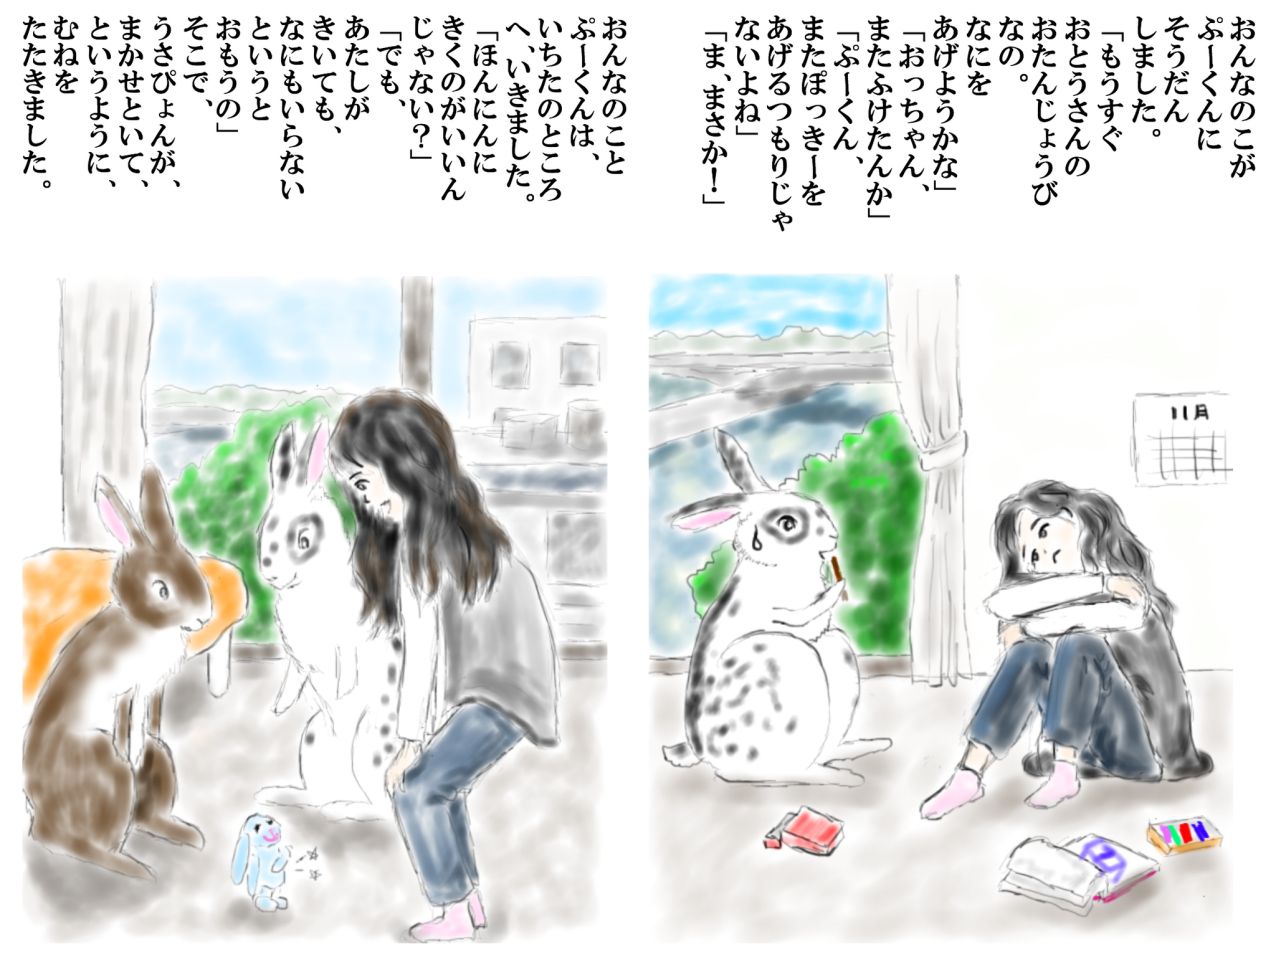 おんなのこが
ぷーくんに
そうだん
しました。
「もうすぐ
おとうさんの
おたんじょうび
なの。
なにを
あげようかな」
「おっちゃん、
またふけたんか」
「ぷーくん、
またぽっきーを
あげるつもりじゃ
ないよね」
「ま、まさか！」
11月
おんなのこと
ぷーくんは、
いちたのところ
へ、いきました。
「ほんにんに
きくのがいいん
じゃない？」
「でも、
あたしが
きいても、
なにもいらない
というと
おもうの」
そこで、
うさぴょんが、
まかせといて、
というように、
むねを
たたきました。